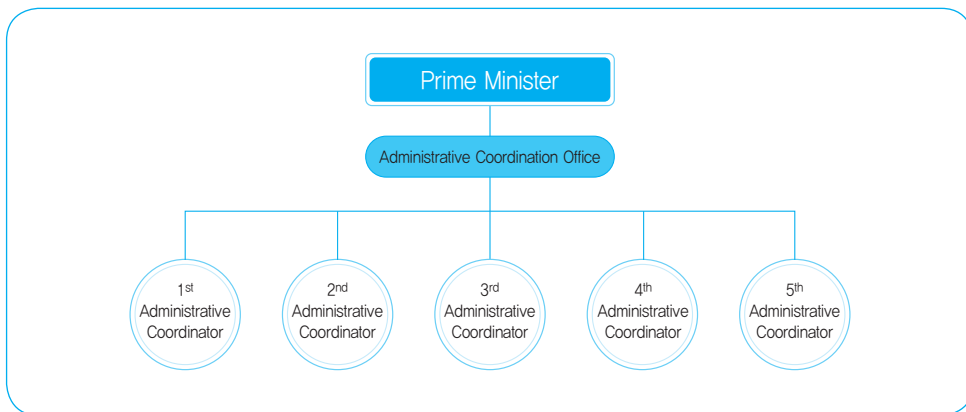 Prime Minister
Administrative Coordination Office
1st
Administrative
Coordinator
2nd
Administrative
Coordinator
3rd
Administrative
Coordinator
4th
Administrative
Coordinator
5th
Administrative
Coordinator